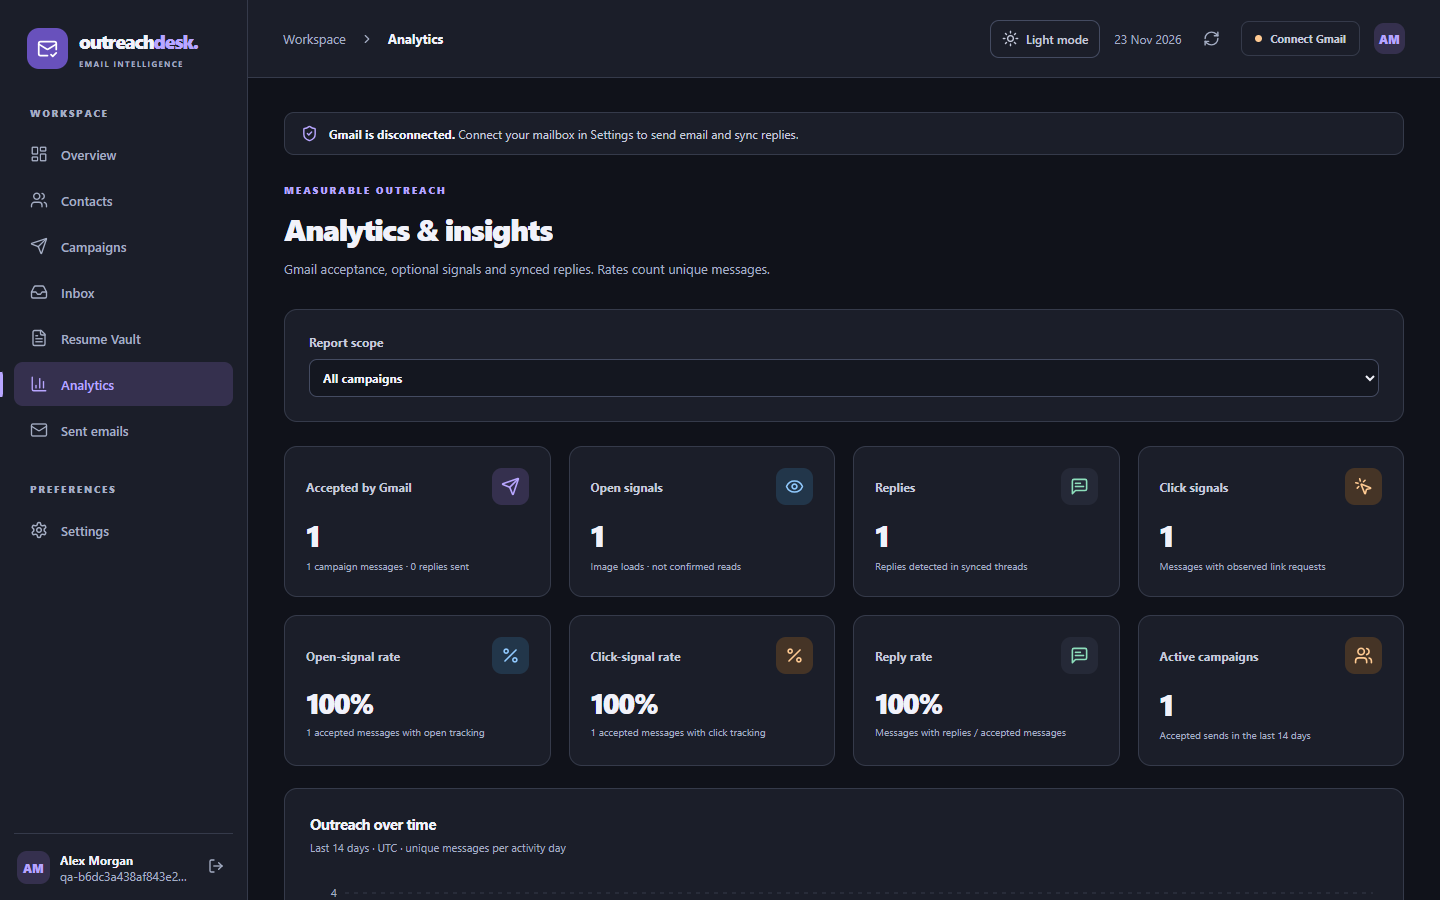 outreachdesk.
EMAIL INTELLIGENCE
WORKSPACE
Overview
Contacts
Campaigns
Inbox
Resume Vault
Analytics
Sent emails
PREFERENCES
Settings
AM
Alex Morgan
qa-b6dc3a438af843e2...
Workspace > Analytics
Light mode
23 Nov 2026
Connect Gmail
AM
Gmail is disconnected. Connect your mailbox in Settings to send email and sync replies.
MEASURABLE OUTREACH
Analytics & insights
Gmail acceptance, optional signals and synced replies. Rates count unique messages.
Report scope
All campaigns
Accepted by Gmail
1
1 campaign messages · 0 replies sent
Open signals
1
Image loads · not confirmed reads
Replies
1
Replies detected in synced threads
Click signals
1
Messages with observed link requests
Open-signal rate
100%
1 accepted messages with open tracking
Click-signal rate
100%
1 accepted messages with click tracking
Reply rate
100%
Messages with replies / accepted messages
Active campaigns
1
Accepted sends in the last 14 days
Outreach over time
Last 14 days · UTC · unique messages per activity day
4